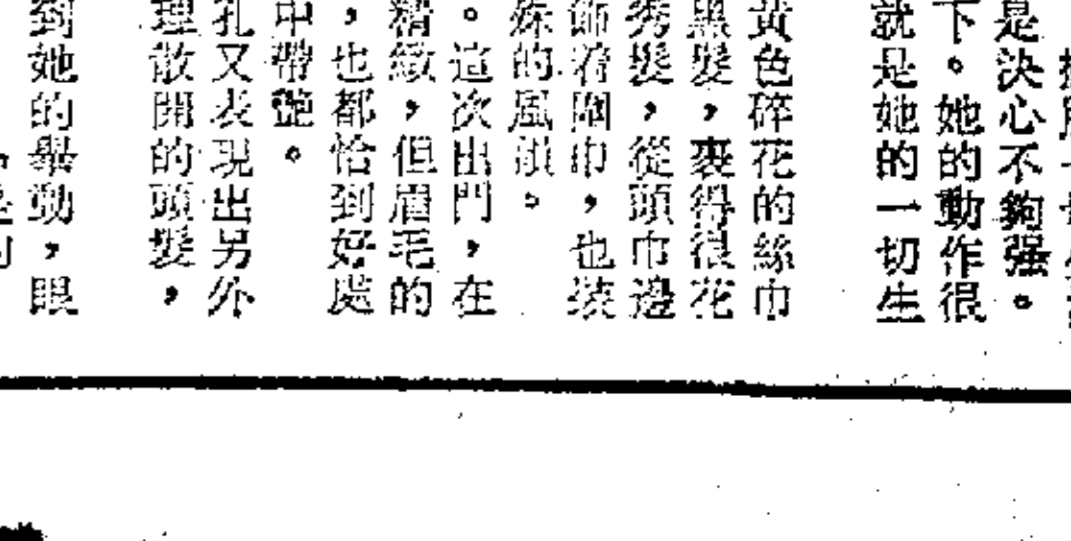 是決心不夠强。
下。她的動作很
就是她的一切生
黃色碎花的絲巾
黑髮，裹得很花
秀髮，從頭巾邊
飾着圍巾，也裝
殊的風韻。
。這次出門，在
精緻，但眉毛的
，也都恰到好處
中帶艷。
孔又表現出另外
理散開的頭髮，
到她的舉動，眼